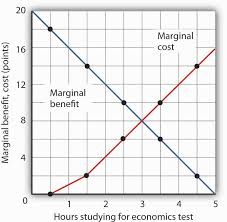 20
16
12
8
4
0
Marginal benefit, cost (points)
Marginal
cost
Marginal
benefit
1 2 3 4 5
Hours studying for economics test